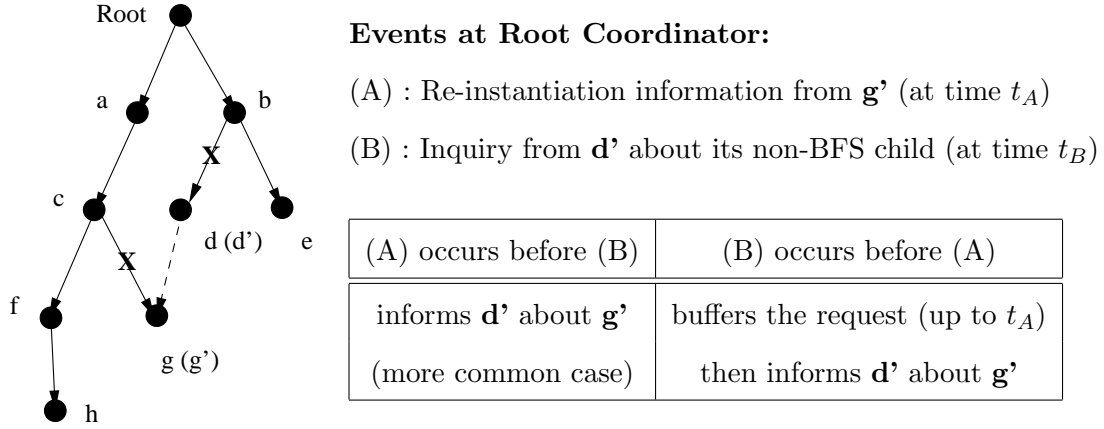 Root
a
b
X
c
d (d')
e
X
f
g (g')
h
Events at Root Coordinator:
(A) : Re-instantiation information from g' (at time t_A)
(B) : Inquiry from d' about its non-BFS child (at time t_B)
(A) occurs before (B) (B) occurs before (A)
informs d' about g' buffers the request (up to t_A)
(more common case) then informs d' about g'